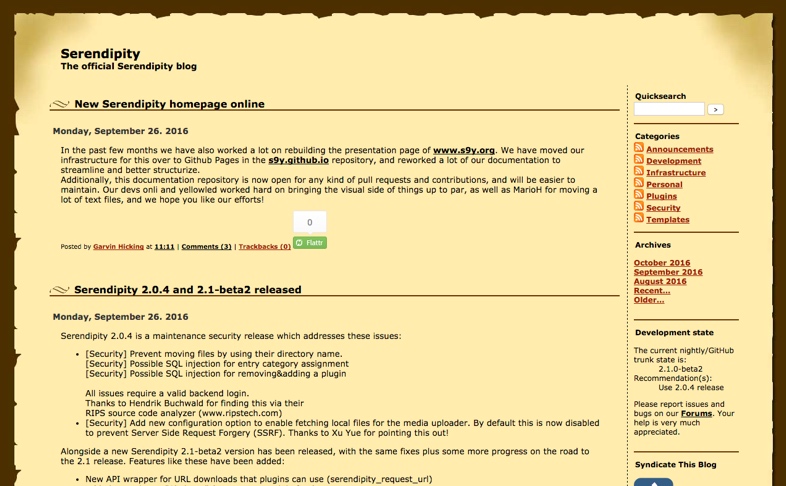 Serendipity
The official Serendipity blog
New Serendipity homepage online
Monday, September 26. 2016
In the past few months we have also worked a lot on rebuilding the presentation page of www.s9y.org. We have moved our
infrastructure for this over to Github Pages in the s9y.github.io repository, and reworked a lot of our documentation to
streamline and better structurize.
Additionally, this documentation repository is now open for any kind of pull requests and contributions, and will be easier to
maintain. Our devs onli and yellowled worked hard on bringing the visual side of things up to par, as well as MarioH for moving a
lot of text files, and we hope you like our efforts!
0
Flattr
Posted by Garvin Hicking at 11:11 | Comments (3) | Trackbacks (0)
Serendipity 2.0.4 and 2.1-beta2 released
Monday, September 26. 2016
Serendipity 2.0.4 is a maintenance security release which addresses these issues:
• [Security] Prevent moving files by using their directory name.
[Security] Possible SQL injection for entry category assignment
[Security] Possible SQL injection for removing&adding a plugin
All issues require a valid backend login.
Thanks to Hendrik Buchwald for finding this via their
RIPS source code analyzer (www.ripstech.com)
• [Security] Add new configuration option to enable fetching local files for the media uploader. By default this is now disabled
to prevent Server Side Request Forgery (SSRF). Thanks to Xu Yue for pointing this out!
Alongside a new Serendipity 2.1-beta2 version has been released, with the same fixes plus some more progress on the road to
the 2.1 release. Features like these have been added:
• New API wrapper for URL downloads that plugins can use (serendipity_request_url)
Quicksearch
>
Categories
Announcements
Development
Infrastructure
Personal
Plugins
Security
Templates
Archives
October 2016
September 2016
August 2016
Recent...
Older...
Development state
The current nightly/GitHub
trunk state is:
2.1.0-beta2
Recommendation(s):
Use 2.0.4 release
Please report issues and
bugs on our Forums. Your
help is very much
appreciated.
Syndicate This Blog